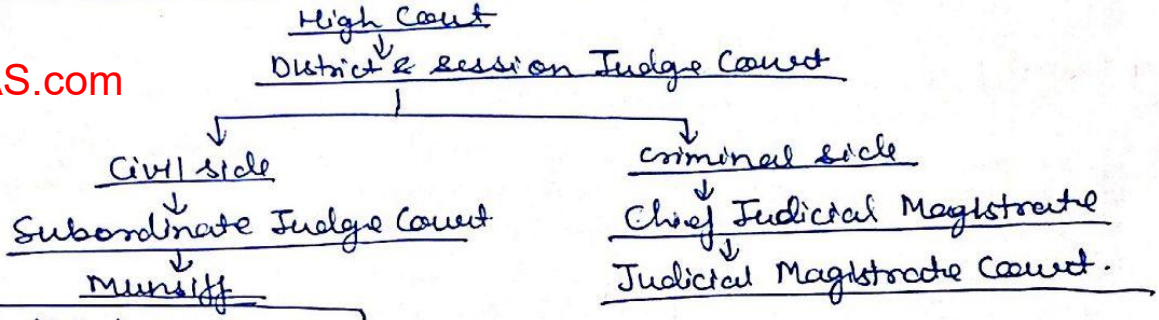 High Court
District & session Judge Court
S.com
Civil side
criminal side
Subordinate Judge Court
Chief Judicial Magistrate
Munsiff
Judicial Magistrate Court.